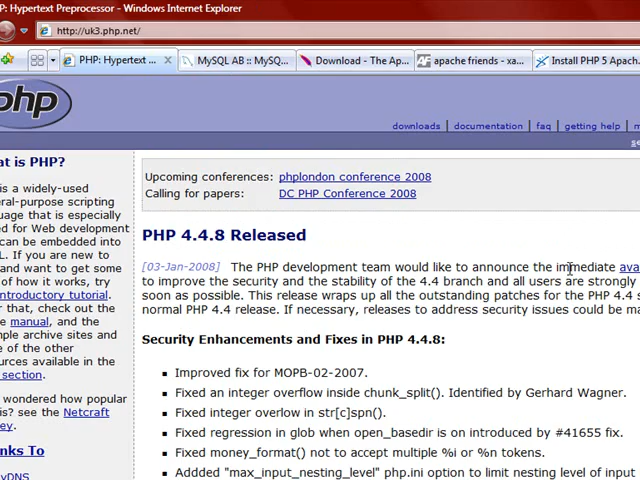 P: Hypertext Preprocessor - Windows Internet Explorer
http://uk3.php.net/
PHP: Hypertext ... MySQL AB :: MySQ... Download - The Ap... apache friends - xa... Install PHP 5 Apach...
php
downloads | documentation | faq | getting help |
at is PHP?
is a widely-used
eral-purpose scripting
uage that is especially
ed for Web development
can be embedded into
L. If you are new to
and want to get some
of how it works, try
ntroductory tutorial.
r that, check out the
manual, and the
mple archive sites and
e of the other
urces available in the
section.
wondered how popular
is? see the Netcraft
ey.
nks To
yDNS
Upcoming conferences: phplondon conference 2008
Calling for papers: DC PHP Conference 2008
PHP 4.4.8 Released
[03-Jan-2008] The PHP development team would like to announce the immediate ava
to improve the security and the stability of the 4.4 branch and all users are strongly
soon as possible. This release wraps up all the outstanding patches for the PHP 4.4 s
normal PHP 4.4 release. If necessary, releases to address security issues could be ma
Security Enhancements and Fixes in PHP 4.4.8:
Improved fix for MOPB-02-2007.
Fixed an integer overflow inside chunk_split(). Identified by Gerhard Wagner.
Fixed integer overlow in str[c]spn().
Fixed regression in glob when open_basedir is on introduced by #41655 fix.
Fixed money_format() not to accept multiple %i or %n tokens.
Addded "max_input_nesting_level" php.ini option to limit nesting level of input